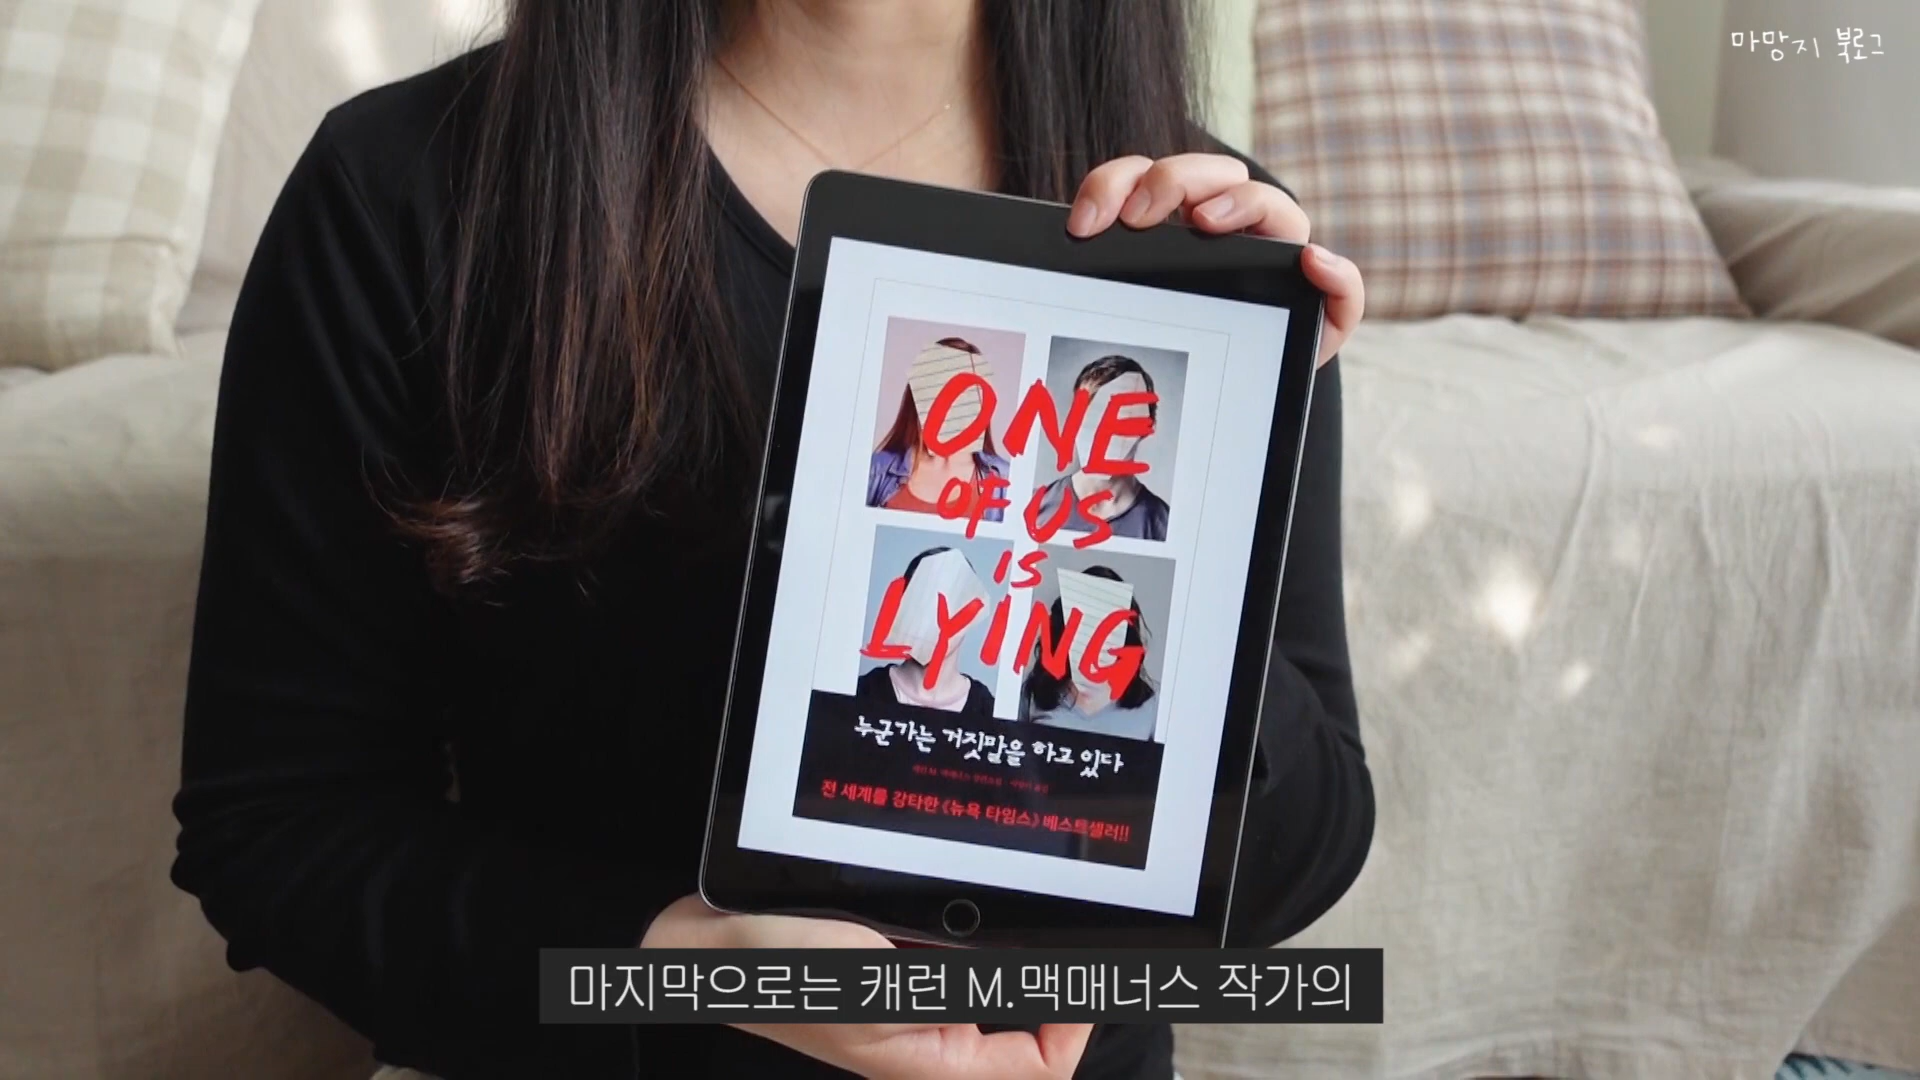 마망지 북로그
ONE
OF US
IS
LYING
누군가는 거짓말을 하고 있다
전 세계를 강타한 《뉴욕 타임스》 베스트셀러!!
마지막으로는 캐런 M.맥매너스 작가의